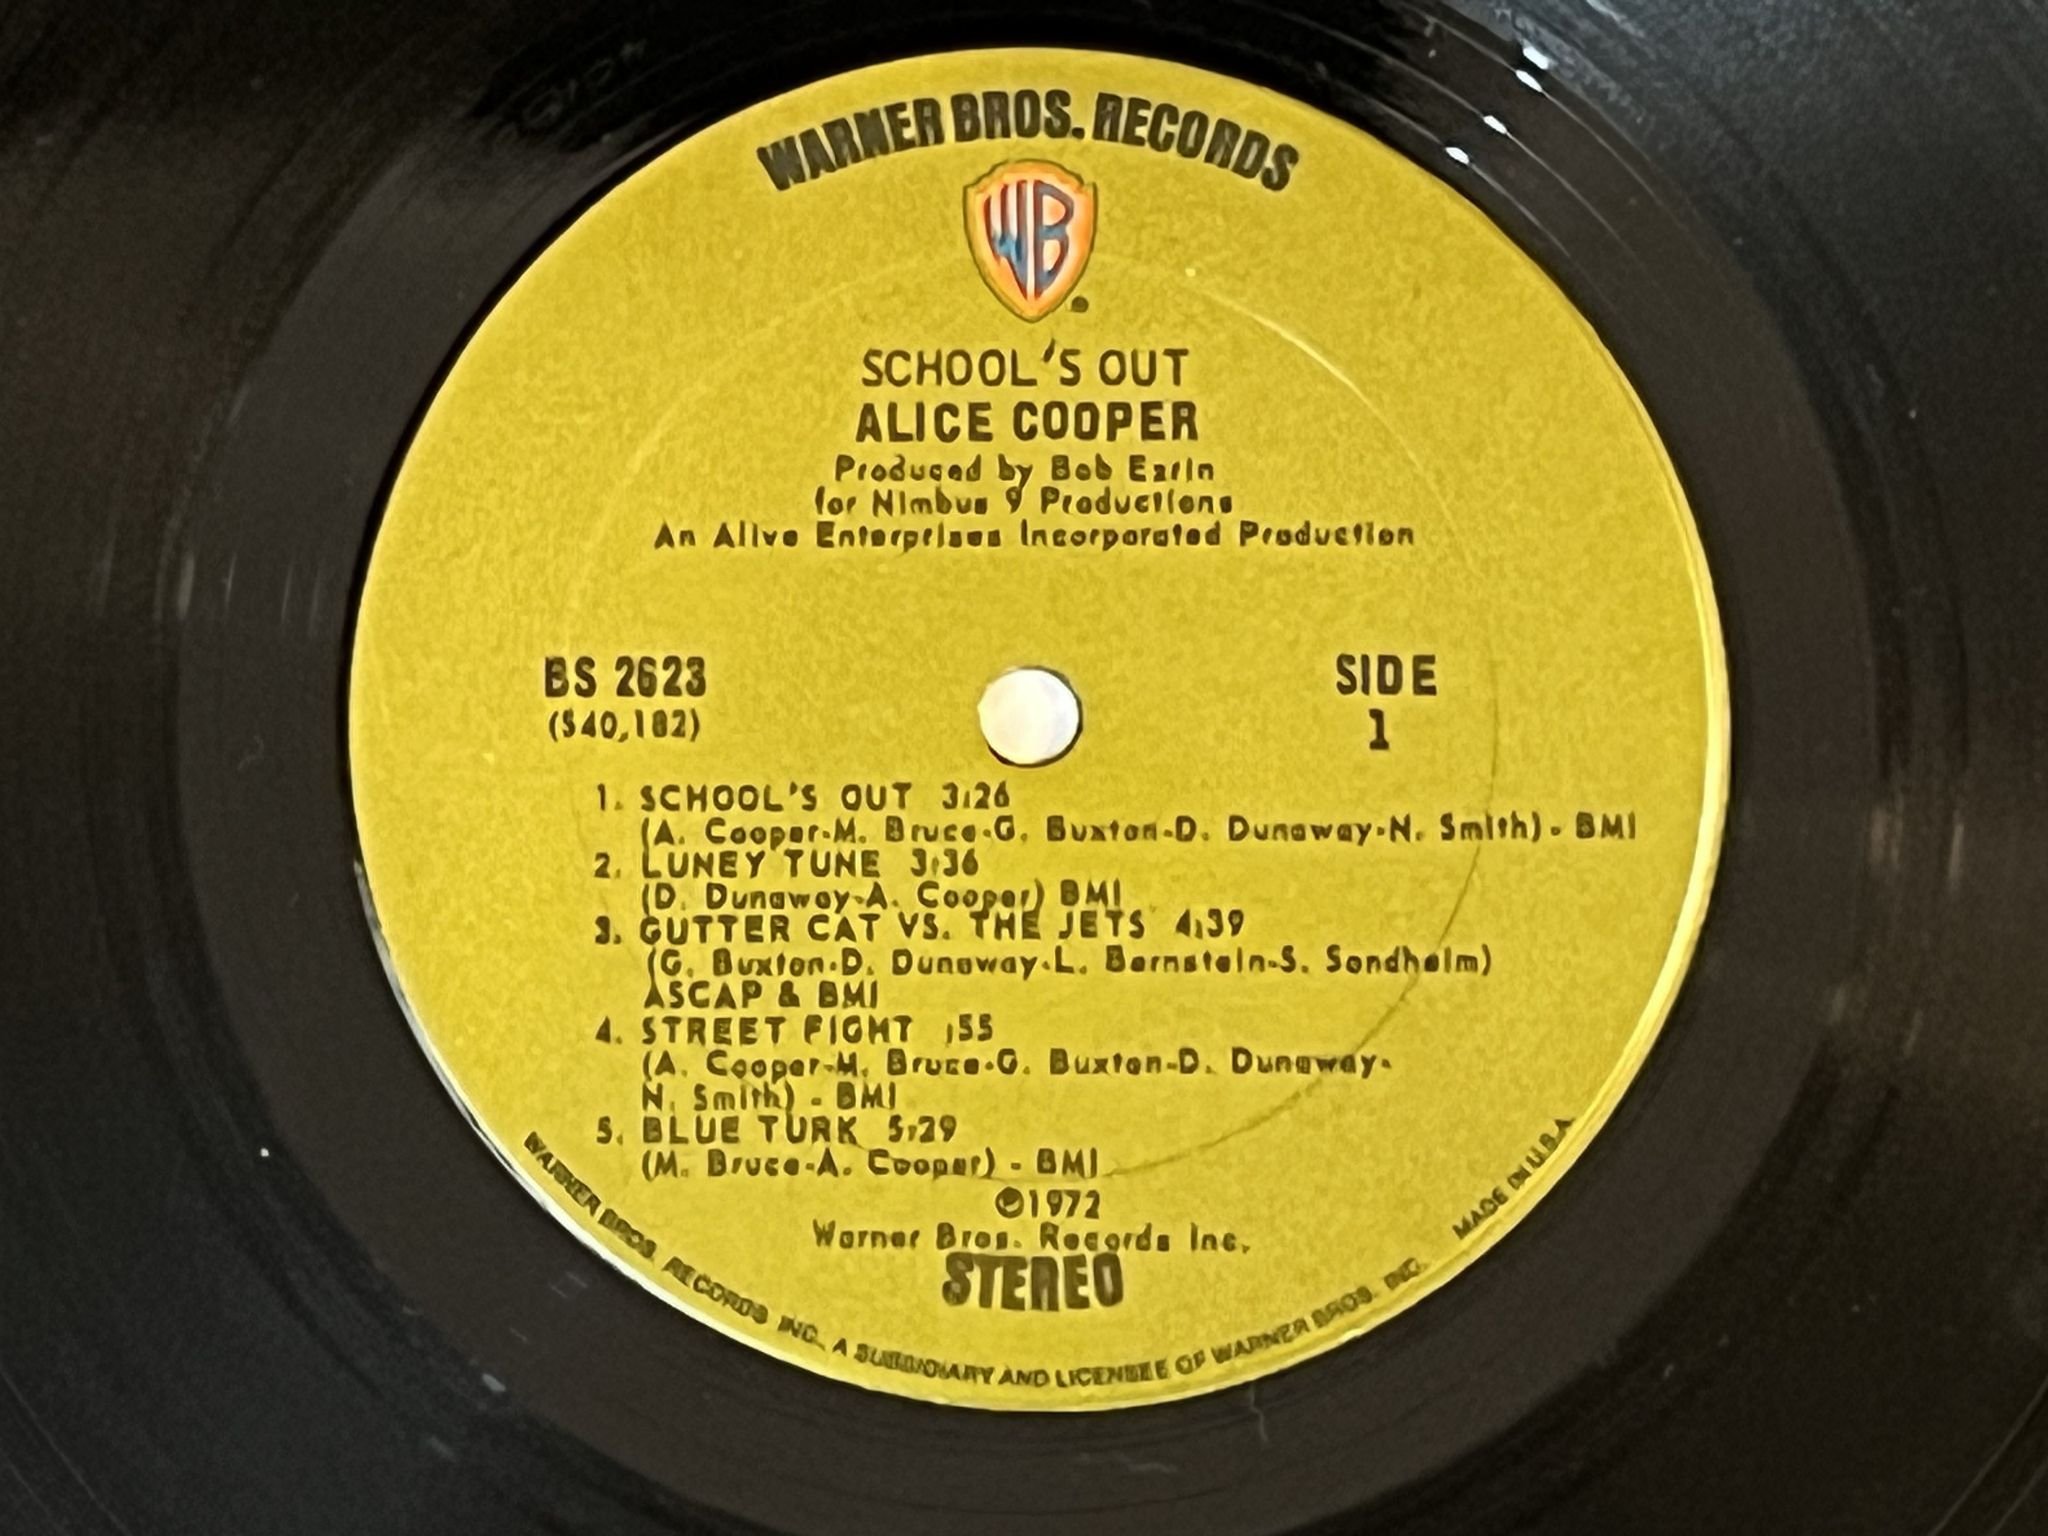 WARNER BROS. RECORDS
WB
SCHOOL'S OUT
ALICE COOPER
Produced by Bob Ezrin
for Nimbus 9 Productions
An Alive Enterprises Incorporated Production
BS 2623
(S40,182)
SIDE
1
1. SCHOOL'S OUT 3:26
(A. Cooper-M. Bruce-G. Buxton-D. Dunaway-N. Smith) - BMI
2. LUNEY TUNE 3:36
(D. Dunaway-A. Cooper) BMI
3. GUTTER CAT VS. THE JETS 4:39
(G. Buxton-D. Dunaway-L. Bernstein-S. Sondheim)
ASCAP & BMI
4. STREET FIGHT :55
(A. Cooper-M. Bruce-G. Buxton-D. Dunaway-
N. Smith) - BMI
5. BLUE TURK 5:29
(M. Bruce-A. Cooper) - BMI
©1972
Warner Bros. Records Inc.
STEREO
WARNER BROS. RECORDS INC., A SUBSIDIARY AND LICENSEE OF WARNER BROS. INC. MADE IN U.S.A.